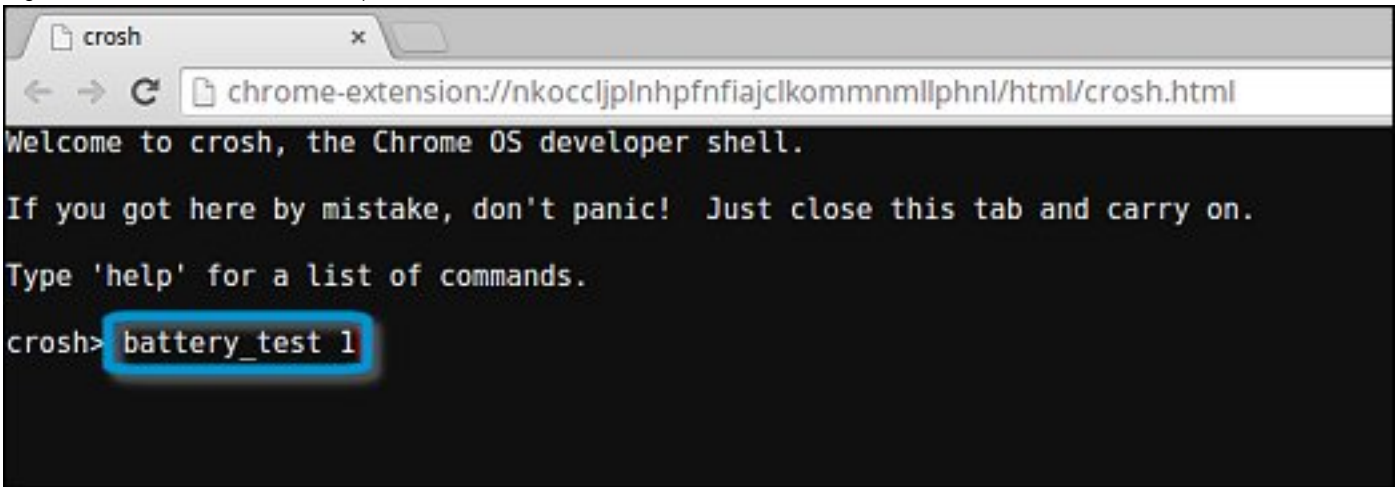 crosh
chrome-extension://nkoccljplnhpfnfiajclkommnmllphnl/html/crosh.html
Welcome to crosh, the Chrome OS developer shell.
If you got here by mistake, don't panic!  Just close this tab and carry on.
Type 'help' for a list of commands.
crosh> battery_test 1